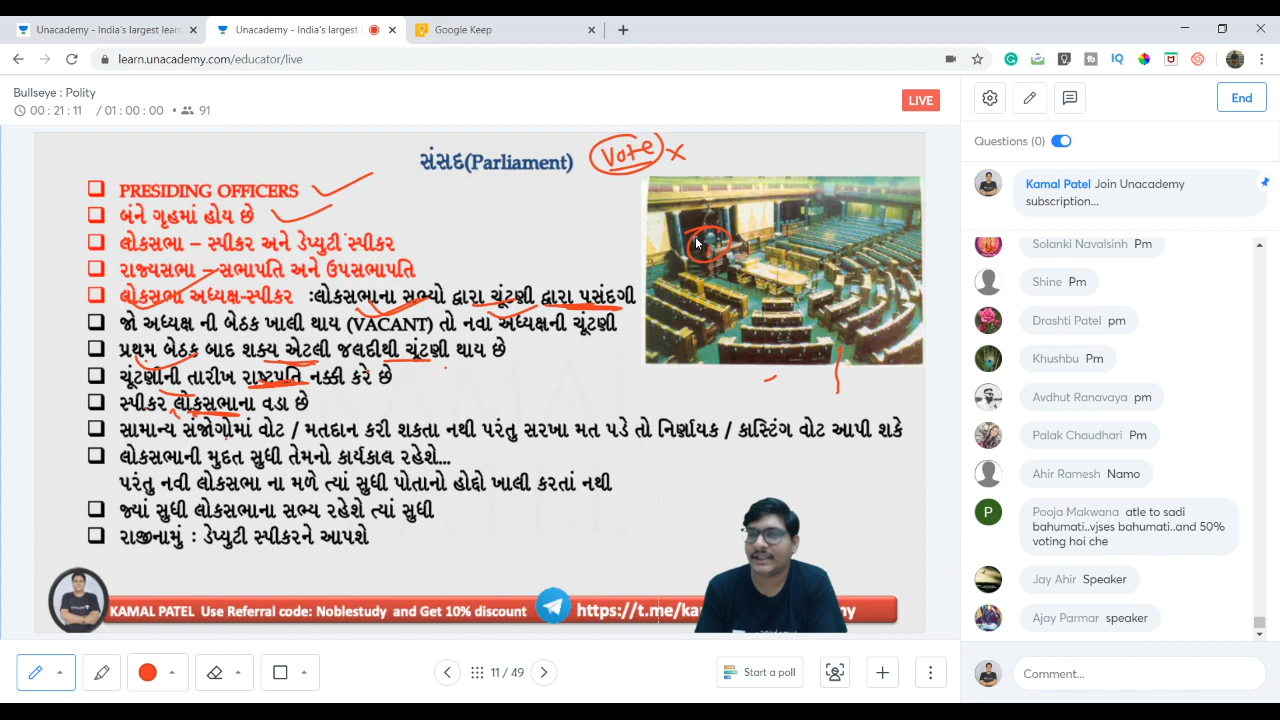 Unacademy - India's largest learn
Unacademy - India's largest
Google Keep
learn.unacademy.com/educator/live
Bullseye : Polity
00 : 21 : 11 / 01 : 00 : 00 • 91
LIVE
End
Questions (0)
સંસદ(Parliament) Vote x
PRESIDING OFFICERS
બંને ગૃહમાં હોય છે
લોકસભા – સ્પીકર અને ડેપ્યુટી સ્પીકર
રાજ્યસભા – સભાપતિ અને ઉપસભાપતિ
લોકસભા અધ્યક્ષ-સ્પીકર :લોકસભાના સભ્યો દ્વારા ચૂંટણી દ્વારા પસંદગી
જો અધ્યક્ષ ની બેઠક ખાલી થાય (VACANT) તો નવા અધ્યક્ષની ચૂંટણી
પ્રથમ બેઠક બાદ શક્ય એટલી જલદીથી ચૂંટણી થાય છે
ચૂંટણીની તારીખ રાષ્ટપતિ નક્કી કરે છે
સ્પીકર લોકસભાના વડા છે
સામાન્ય સંજોગોમાં વોટ / મતદાન કરી શકતા નથી પરંતુ સરખા મત પડે તો નિર્ણાયક / કાસ્ટિંગ વોટ આપી શકે
લોકસભાની મુદત સુધી તેમનો કાર્યકાલ રહેશે...
પરંતુ નવી લોકસભા ના મળે ત્યાં સુધી પોતાનો હોદ્દો ખાલી કરતાં નથી
જ્યાં સુધી લોકસભાના સભ્ય રહેશે ત્યાં સુધી
રાજીનામું : ડેપ્યુટી સ્પીકરને આપશે
KAMAL PATEL Use Referral code: Noblestudy and Get 10% discount
https://t.me/ka
my
11 / 49
Start a poll
Kamal Patel Join Unacademy
subscription...
Solanki Navalsinh Pm
Shine Pm
Drashti Patel pm
Khushbu Pm
Avdhut Ranavaya pm
Palak Chaudhari Pm
Ahir Ramesh Namo
P
Pooja Makwana atle to sadi
bahumati..vjses bahumati..and 50%
voting hoi che
Jay Ahir Speaker
Ajay Parmar speaker
Comment...